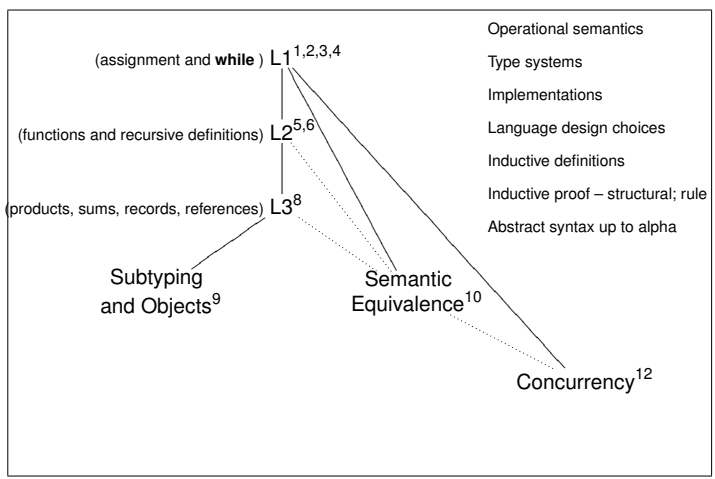 (assignment and while ) L1 1,2,3,4
(functions and recursive definitions) L2 5,6
(products, sums, records, references) L3 8
Subtyping
and Objects 9
Semantic
Equivalence 10
Concurrency 12
Operational semantics
Type systems
Implementations
Language design choices
Inductive definitions
Inductive proof – structural; rule
Abstract syntax up to alpha